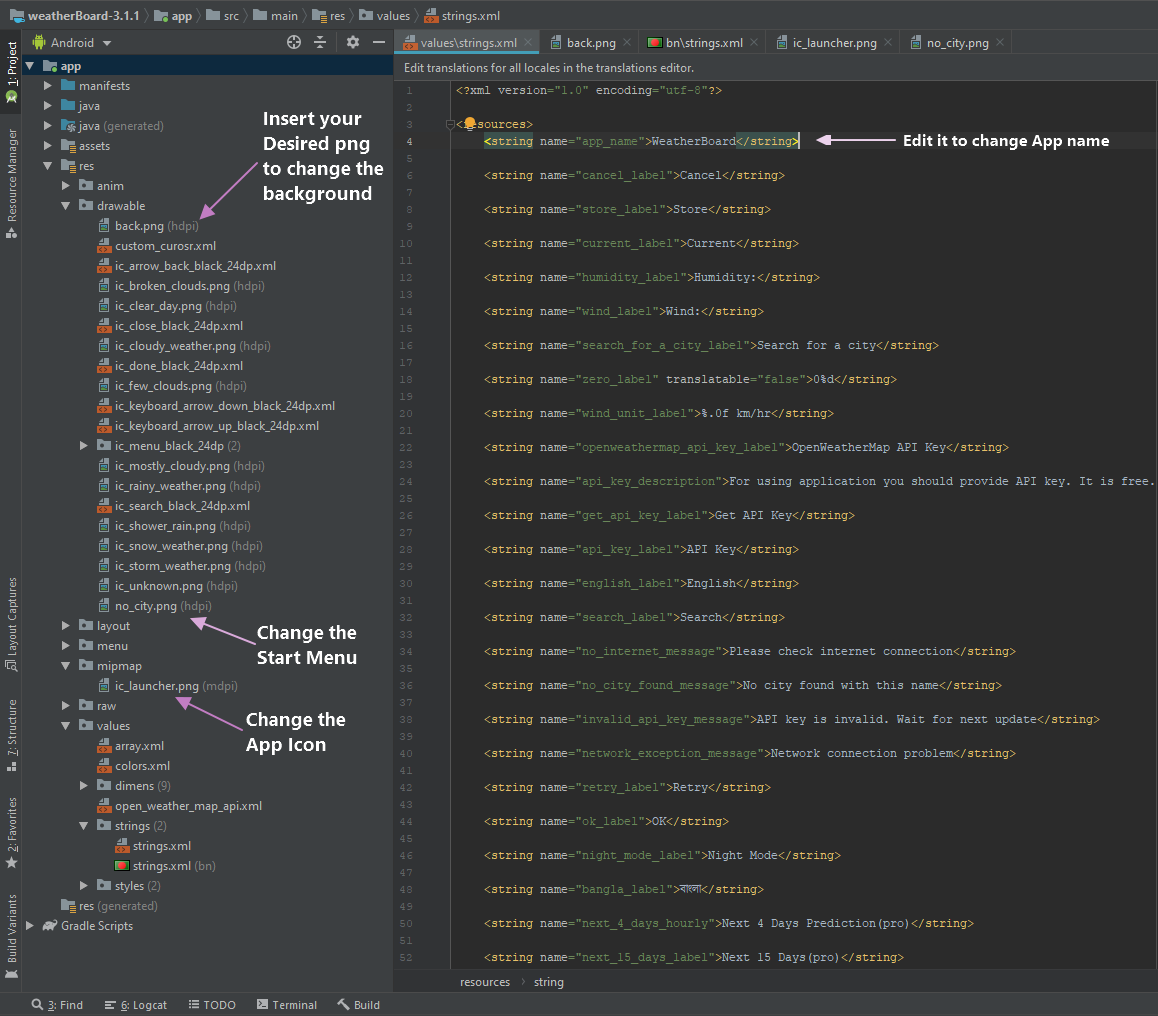 weatherBoard-3.1.1 app src main res values strings.xml
Android
values\strings.xml back.png bn\strings.xml ic_launcher.png no_city.png
Edit translations for all locales in the translations editor.
1: Project
Resource Manager
Layout Captures
7: Structure
2: Favorites
Build Variants
app
manifests
java
java (generated)
assets
res
anim
drawable
back.png (hdpi)
custom_curosr.xml
ic_arrow_back_black_24dp.xml
ic_broken_clouds.png (hdpi)
ic_clear_day.png (hdpi)
ic_close_black_24dp.xml
ic_cloudy_weather.png (hdpi)
ic_done_black_24dp.xml
ic_few_clouds.png (hdpi)
ic_keyboard_arrow_down_black_24dp.xml
ic_keyboard_arrow_up_black_24dp.xml
ic_menu_black_24dp (2)
ic_mostly_cloudy.png (hdpi)
ic_rainy_weather.png (hdpi)
ic_search_black_24dp.xml
ic_shower_rain.png (hdpi)
ic_snow_weather.png (hdpi)
ic_storm_weather.png (hdpi)
ic_unknown.png (hdpi)
no_city.png (hdpi)
layout
menu
mipmap
ic_launcher.png (mdpi)
raw
values
array.xml
colors.xml
dimens (9)
open_weather_map_api.xml
strings (2)
strings.xml
strings.xml (bn)
styles (2)
res (generated)
Gradle Scripts
Insert your
Desired png
to change the
background
Change the
Start Menu
Change the
App Icon
1 <?xml version="1.0" encoding="utf-8"?>
2
3 <resources>
4 <string name="app_name">WeatherBoard</string>
Edit it to change App name
5
6 <string name="cancel_label">Cancel</string>
7
8 <string name="store_label">Store</string>
9
10 <string name="current_label">Current</string>
11
12 <string name="humidity_label">Humidity:</string>
13
14 <string name="wind_label">Wind:</string>
15
16 <string name="search_for_a_city_label">Search for a city</string>
17
18 <string name="zero_label" translatable="false">0%d</string>
19
20 <string name="wind_unit_label">%.0f km/hr</string>
21
22 <string name="openweathermap_api_key_label">OpenWeatherMap API Key</string>
23
24 <string name="api_key_description">For using application you should provide API key. It is free.
25
26 <string name="get_api_key_label">Get API Key</string>
27
28 <string name="api_key_label">API Key</string>
29
30 <string name="english_label">English</string>
31
32 <string name="search_label">Search</string>
33
34 <string name="no_internet_message">Please check internet connection</string>
35
36 <string name="no_city_found_message">No city found with this name</string>
37
38 <string name="invalid_api_key_message">API key is invalid. Wait for next update</string>
39
40 <string name="network_exception_message">Network connection problem</string>
41
42 <string name="retry_label">Retry</string>
43
44 <string name="ok_label">OK</string>
45
46 <string name="night_mode_label">Night Mode</string>
47
48 <string name="bangla_label">বাংলা</string>
49
50 <string name="next_4_days_hourly">Next 4 Days Prediction(pro)</string>
51
52 <string name="next_15_days_label">Next 15 Days(pro)</string>
resources string
3: Find 6: Logcat TODO Terminal Build